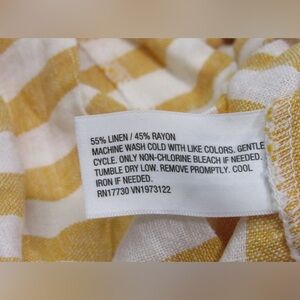 55% LINEN / 45% RAYON
MACHINE WASH COLD WITH LIKE COLORS. GENTLE
CYCLE. ONLY NON-CHLORINE BLEACH IF NEEDED.
TUMBLE DRY LOW. REMOVE PROMPTLY. COOL
IRON IF NEEDED.
RN17730 VN1973122